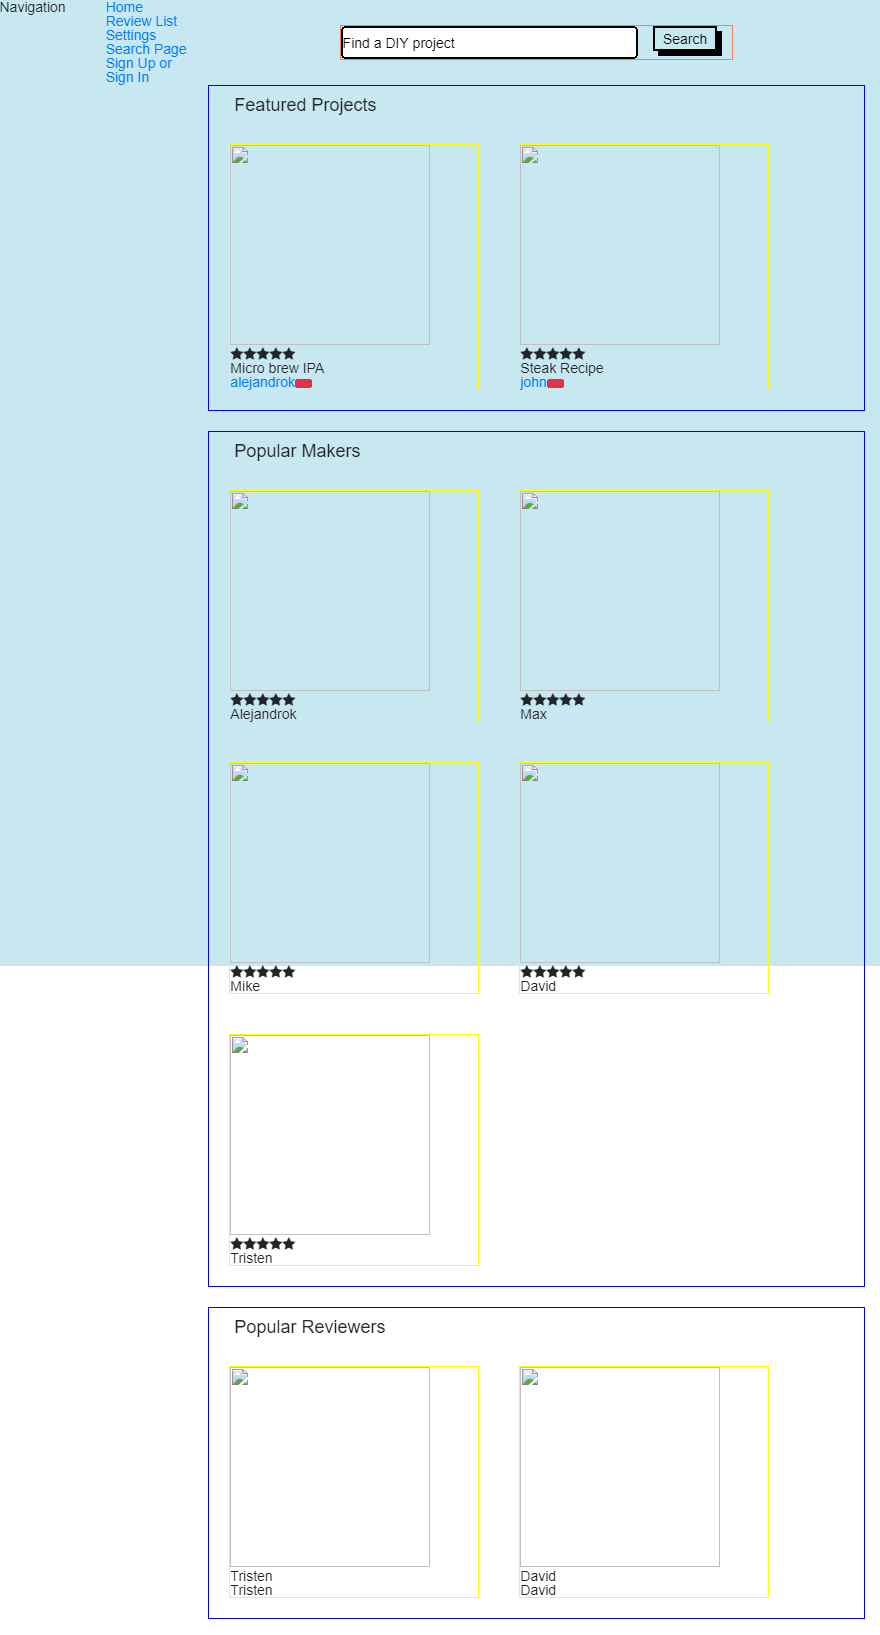 Navigation
Home
Review List
Settings
Search Page
Sign Up or
Sign In
Find a DIY project
Search
Featured Projects
Micro brew IPA
alejandrok
Steak Recipe
john
Popular Makers
Alejandrok
Max
Mike
David
Tristen
Popular Reviewers
Tristen
Tristen
David
David